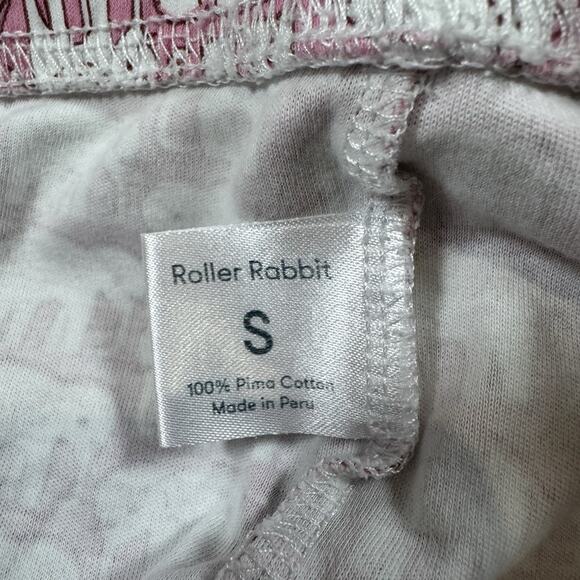 Roller Rabbit
S
100% Pima Cotton
Made in Peru